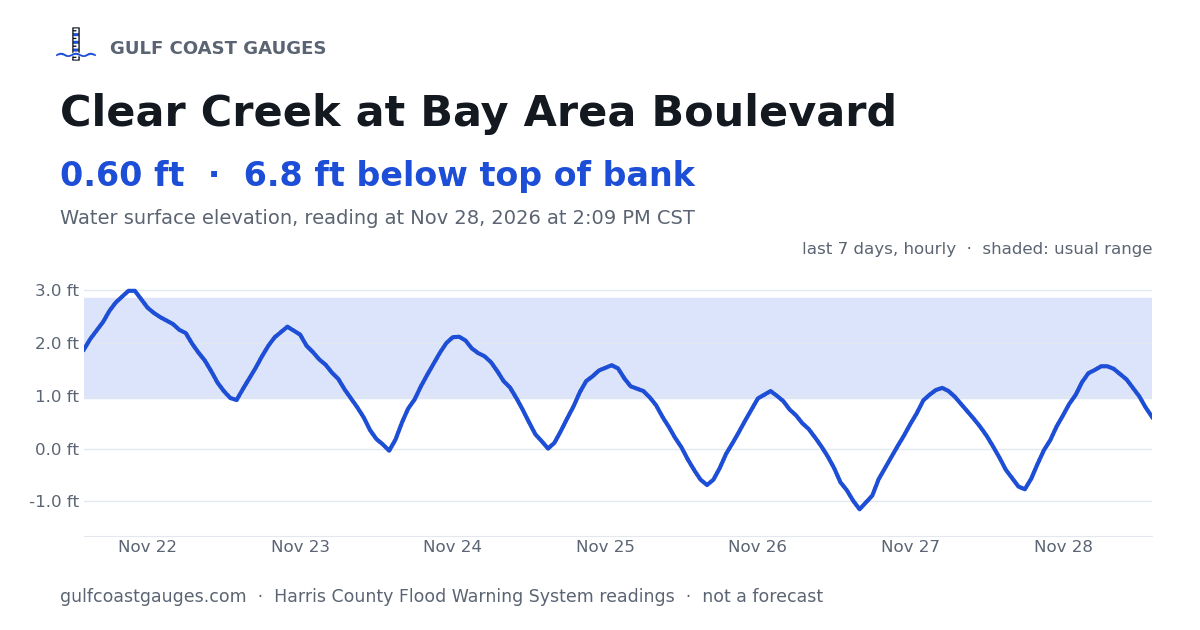 GULF COAST GAUGES
Clear Creek at Bay Area Boulevard
0.60 ft · 6.8 ft below top of bank
Water surface elevation, reading at Nov 28, 2026 at 2:09 PM CST
last 7 days, hourly · shaded: usual range
3.0 ft
2.0 ft
1.0 ft
0.0 ft
-1.0 ft
Nov 22 Nov 23 Nov 24 Nov 25 Nov 26 Nov 27 Nov 28
gulfcoastgauges.com · Harris County Flood Warning System readings · not a forecast